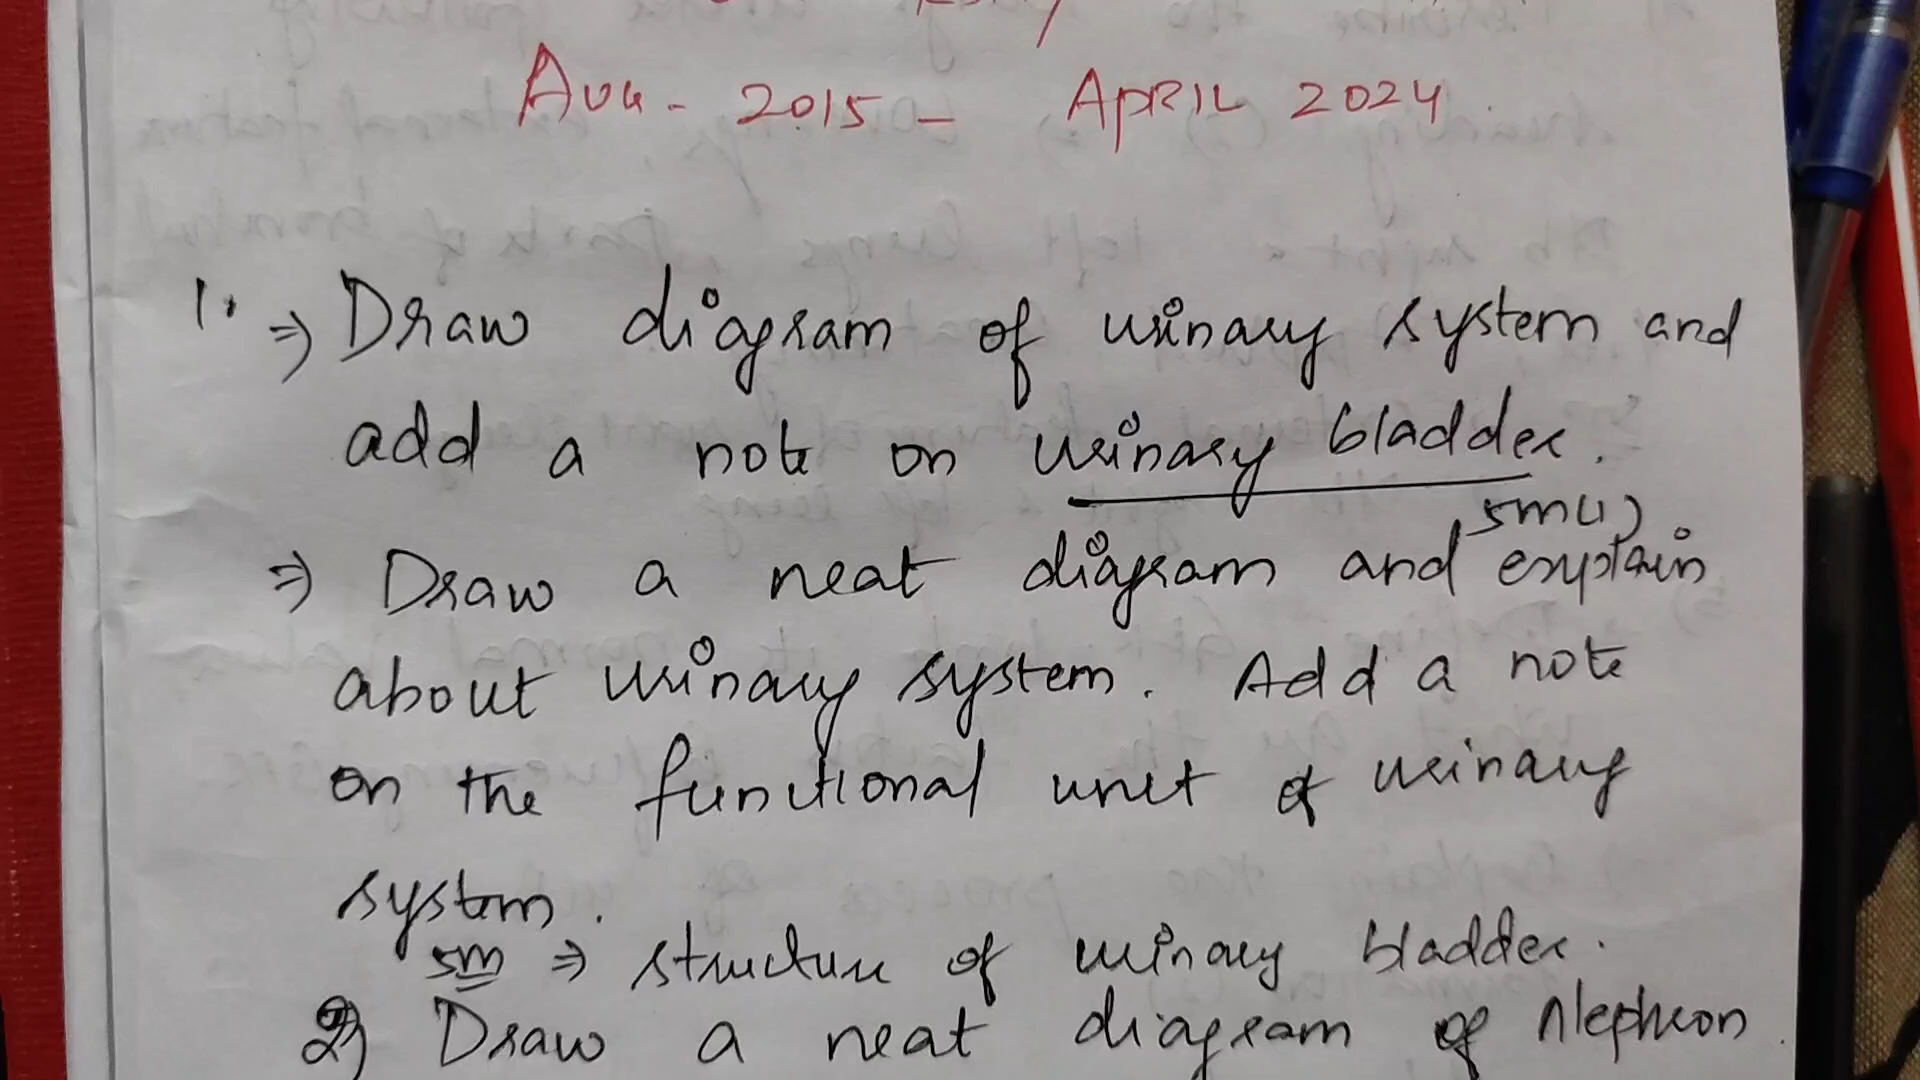 Aug - 2015 - APRIL 2024
1. ⇒ Draw diagram of urinary system and
add a note on urinary bladder.
5m(1).
⇒ Draw a neat diagram and explain
about urinary system. Add a note
on the functional unit of urinary
system.
5m ⇒ structure of urinary bladder.
2) Draw a neat diagram of Nephron